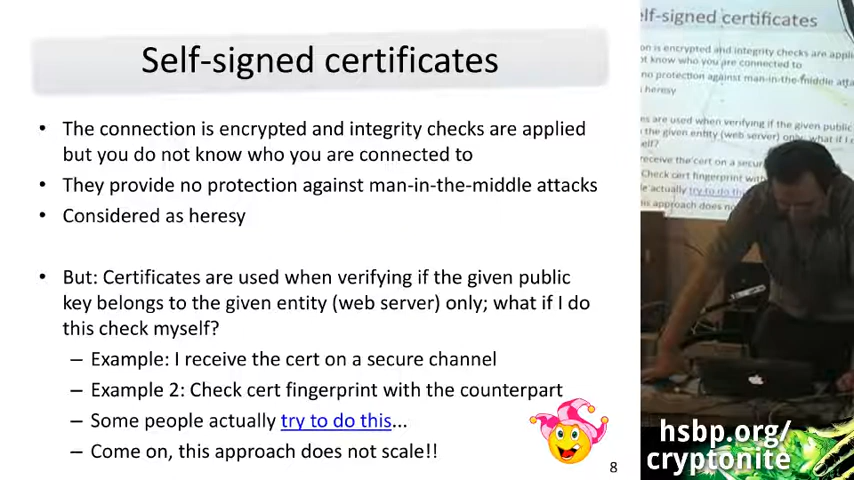 Self-signed certificates
• The connection is encrypted and integrity checks are applied
but you do not know who you are connected to
• They provide no protection against man-in-the-middle attacks
• Considered as heresy
• But: Certificates are used when verifying if the given public
key belongs to the given entity (web server) only; what if I do
this check myself?
– Example: I receive the cert on a secure channel
– Example 2: Check cert fingerprint with the counterpart
– Some people actually try to do this...
– Come on, this approach does not scale!!
8
elf-signed certificates
on is encrypted and integrity checks are appli
ot know who you are connected to
no protection against man-in-the-middle atta
heresy
es are used when verifying if the given public
the given entity (web server) only; what if I
elf?
receive the cert on a secur
Check cert fingerprint with
e actually try to do thi
is approach does no
hsbp.org/
cryptonite